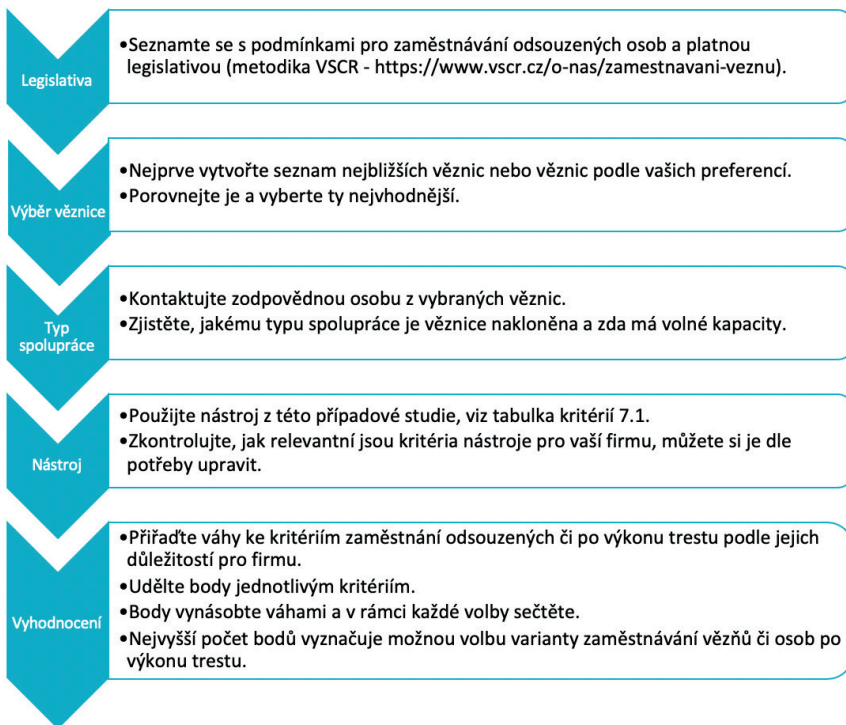 Legislativa
•Seznamte se s podmínkami pro zaměstnávání odsouzených osob a platnou
legislativou (metodika VSCR - https://www.vscr.cz/o-nas/zamestnavani-veznu).
Výběr věznice
•Nejprve vytvořte seznam nejbližších věznic nebo věznic podle vašich preferencí.
•Porovnejte je a vyberte ty nejvhodnější.
Typ
spolupráce
•Kontaktujte zodpovědnou osobu z vybraných věznic.
•Zjistěte, jakému typu spolupráce je věznice nakloněna a zda má volné kapacity.
Nástroj
•Použijte nástroj z této případové studie, viz tabulka kritérií 7.1.
•Zkontrolujte, jak relevantní jsou kritéria nástroje pro vaší firmu, můžete si je dle
potřeby upravit.
Vyhodnocení
•Přiřaďte váhy ke kritériím zaměstnání odsouzených či po výkonu trestu podle jejich
důležitostí pro firmu.
•Udělte body jednotlivým kritériím.
•Body vynásobte váhami a v rámci každé volby sečtěte.
•Nejvyšší počet bodů vyznačuje možnou volbu varianty zaměstnávání vězňů či osob po
výkonu trestu.